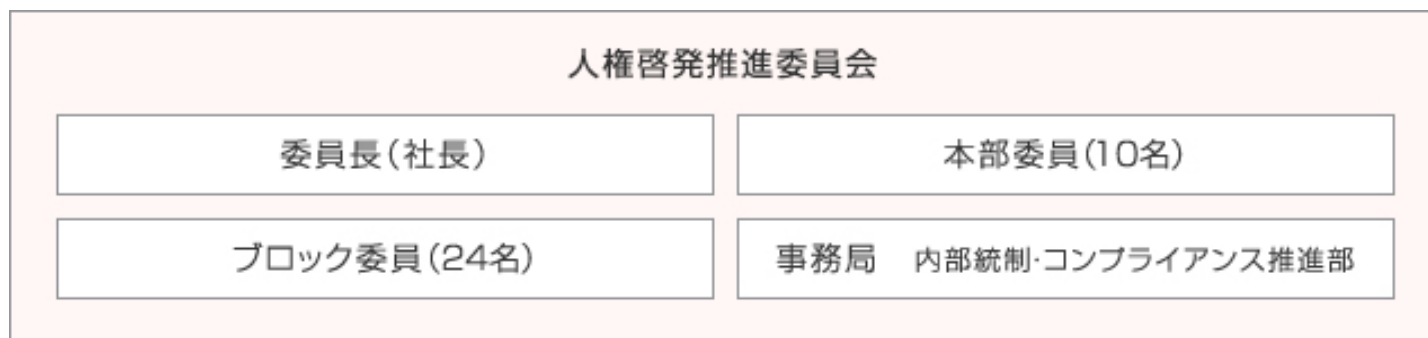 人権啓発推進委員会
委員長(社長)
本部委員(10名)
ブロック委員(24名)
事務局 内部統制・コンプライアンス推進部